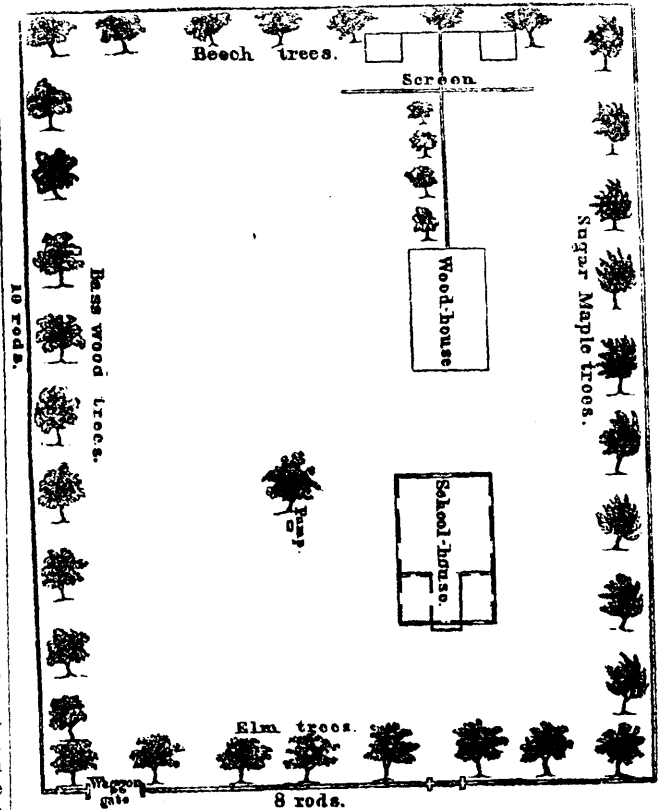 Beech trees.
Screen
Wood-house
Sugar Maple trees.
Bass wood trees.
10 rods.
School-house.
Pump.
Elm trees.
Waggon
gate
8 rods.